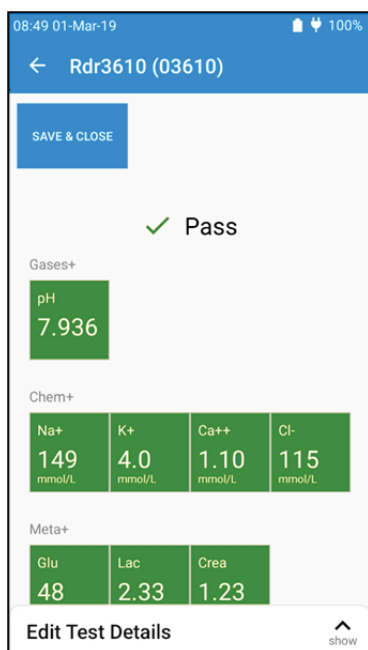 08:49 01-Mar-19 100%
Rdr3610 (03610)
SAVE & CLOSE
Pass
Gases+
pH
7.936
Chem+
Na+ K+ Ca++ Cl-
149 4.0 1.10 115
mmol/L mmol/L mmol/L mmol/L
Meta+
Glu Lac Crea
48 2.33 1.23
Edit Test Details
show